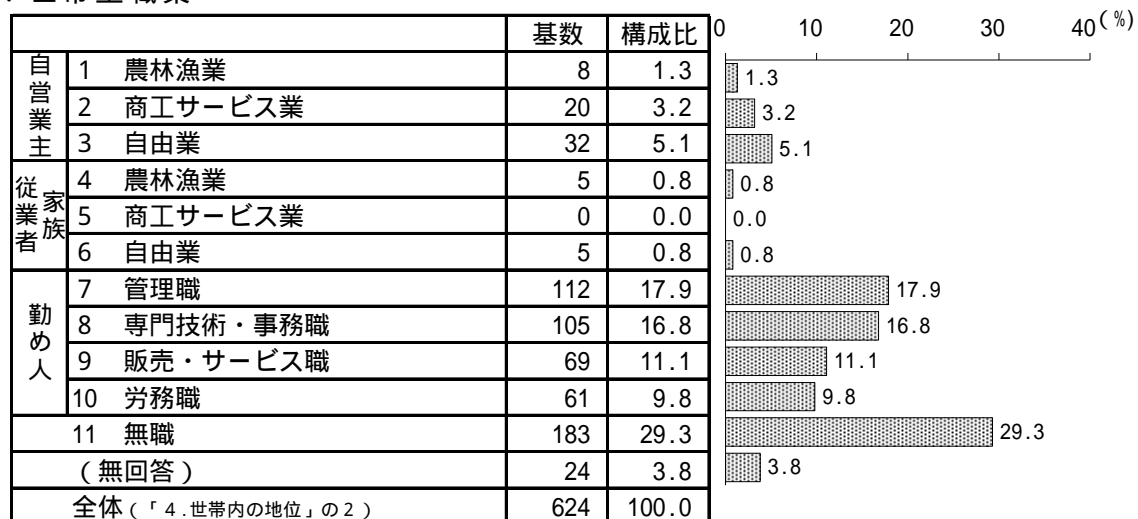 基数 構成比 0 10 20 30 40 (%)
自営業主
1 農林漁業 8 1.3 1.3
2 商工サービス業 20 3.2 3.2
3 自由業 32 5.1 5.1
家族従業者
4 農林漁業 5 0.8 0.8
5 商工サービス業 0 0.0 0.0
6 自由業 5 0.8 0.8
勤め人
7 管理職 112 17.9 17.9
8 専門技術・事務職 105 16.8 16.8
9 販売・サービス職 69 11.1 11.1
10 労務職 61 9.8 9.8
11 無職 183 29.3 29.3
(無回答) 24 3.8 3.8
全体(「4.世帯内の地位」の2) 624 100.0